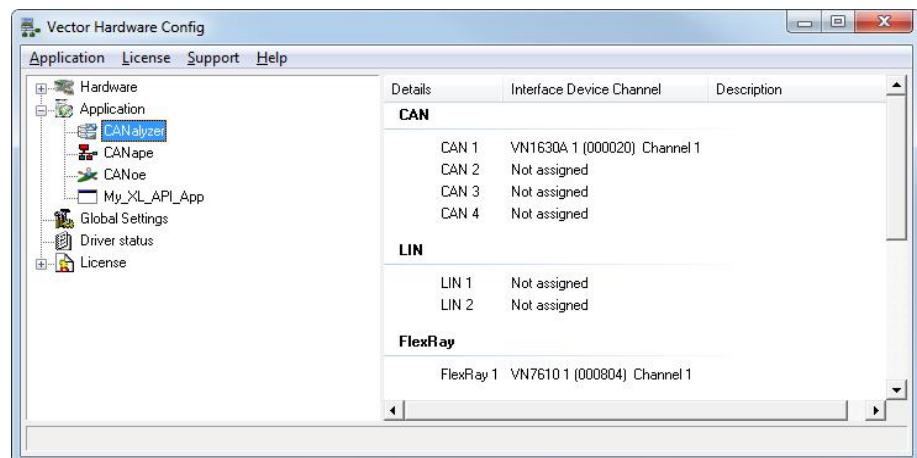 Vector Hardware Config
Application License Support Help
Hardware
Application
CANalyzer
CANape
CANoe
My_XL_API_App
Global Settings
Driver status
License
Details Interface Device Channel Description
CAN
CAN 1 VN1630A 1 (000020) Channel 1
CAN 2 Not assigned
CAN 3 Not assigned
CAN 4 Not assigned
LIN
LIN 1 Not assigned
LIN 2 Not assigned
FlexRay
FlexRay 1 VN7610 1 (000804) Channel 1